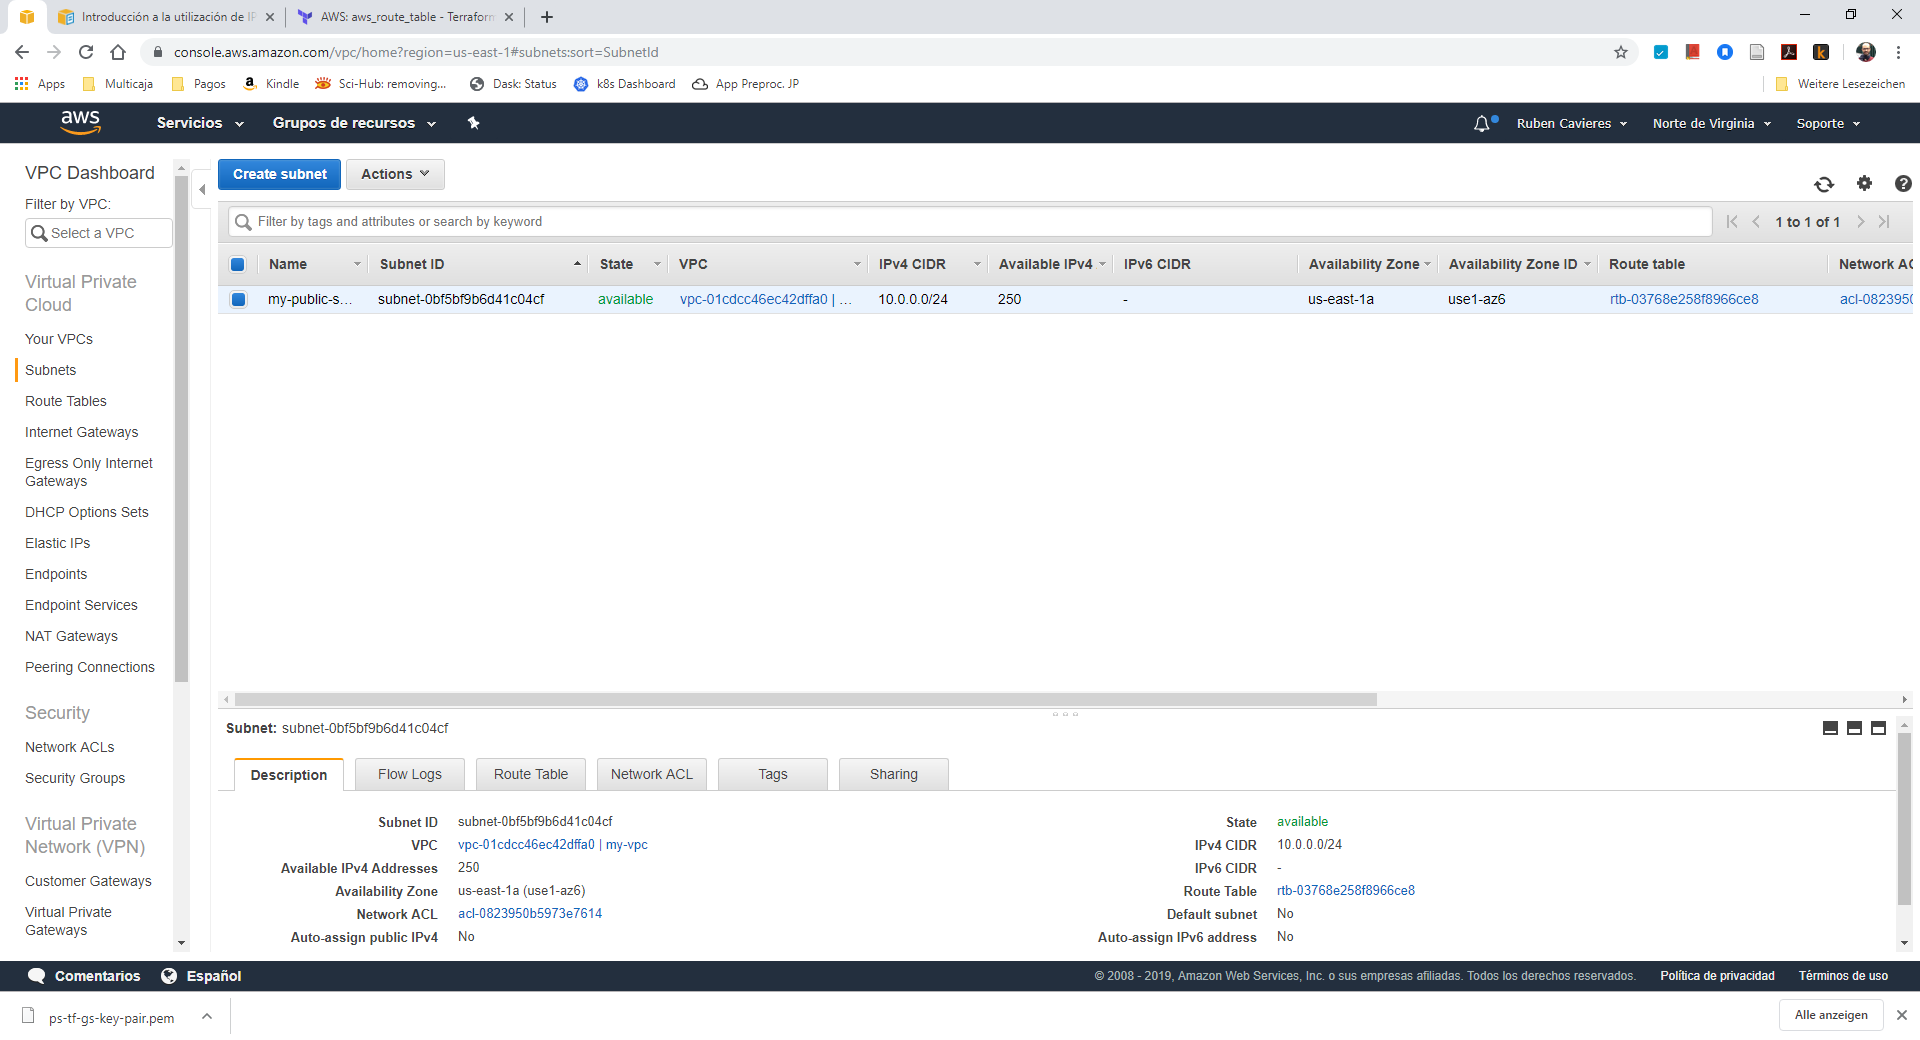 Introducción a la utilización de IP
AWS: aws_route_table - Terraform
console.aws.amazon.com/vpc/home?region=us-east-1#subnets:sort=SubnetId
Apps
Multicaja
Pagos
Kindle
Sci-Hub: removing...
Dask: Status
k8s Dashboard
App Preproc. JP
Weitere Lesezeichen
aws
Servicios
Grupos de recursos
Ruben Cavieres
Norte de Virginia
Soporte
VPC Dashboard
Filter by VPC:
Select a VPC
Virtual Private
Cloud
Your VPCs
Subnets
Route Tables
Internet Gateways
Egress Only Internet
Gateways
DHCP Options Sets
Elastic IPs
Endpoints
Endpoint Services
NAT Gateways
Peering Connections
Security
Network ACLs
Security Groups
Virtual Private
Network (VPN)
Customer Gateways
Virtual Private
Gateways
Create subnet
Actions
Filter by tags and attributes or search by keyword
1 to 1 of 1
Name Subnet ID State VPC IPv4 CIDR Available IPv4 IPv6 CIDR Availability Zone Availability Zone ID Route table Network AC
my-public-s... subnet-0bf5bf9b6d41c04cf available vpc-01cdcc46ec42dffa0 | ... 10.0.0.0/24 250 - us-east-1a use1-az6 rtb-03768e258f8966ce8 acl-0823950
Subnet: subnet-0bf5bf9b6d41c04cf
Description
Flow Logs
Route Table
Network ACL
Tags
Sharing
Subnet ID subnet-0bf5bf9b6d41c04cf
VPC vpc-01cdcc46ec42dffa0 | my-vpc
Available IPv4 Addresses 250
Availability Zone us-east-1a (use1-az6)
Network ACL acl-0823950b5973e7614
Auto-assign public IPv4 No
State available
IPv4 CIDR 10.0.0.0/24
IPv6 CIDR -
Route Table rtb-03768e258f8966ce8
Default subnet No
Auto-assign IPv6 address No
Comentarios
Español
© 2008 - 2019, Amazon Web Services, Inc. o sus empresas afiliadas. Todos los derechos reservados.
Política de privacidad
Términos de uso
ps-tf-gs-key-pair.pem
Alle anzeigen